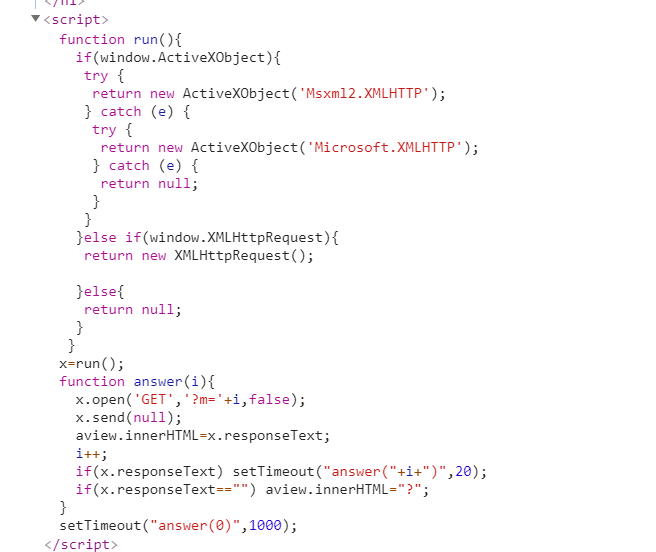 </h1>
<script>
function run(){
if(window.ActiveXObject){
try {
return new ActiveXObject('Msxml2.XMLHTTP');
} catch (e) {
try {
return new ActiveXObject('Microsoft.XMLHTTP');
} catch (e) {
return null;
}
}
}else if(window.XMLHttpRequest){
return new XMLHttpRequest();
}else{
return null;
}
}
x=run();
function answer(i){
x.open('GET','?m='+i,false);
x.send(null);
aview.innerHTML=x.responseText;
i++;
if(x.responseText) setTimeout("answer("+i+")",20);
if(x.responseText=="") aview.innerHTML="?";
}
setTimeout("answer(0)",1000);
</script>